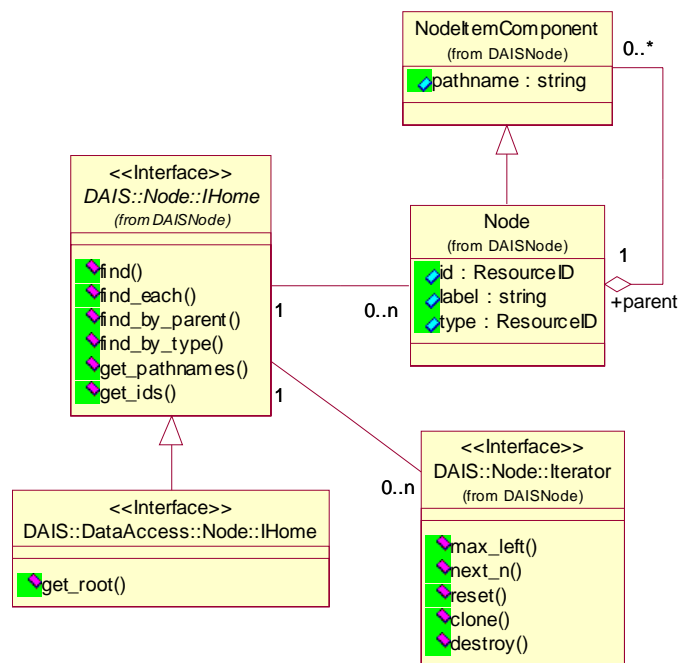 NodeItemComponent
(from DAISNode)
pathname : string
0..*
<<Interface>>
DAIS::Node::IHome
(from DAISNode)
find()
find_each()
find_by_parent()
find_by_type()
get_pathnames()
get_ids()
Node
(from DAISNode)
id : ResourceID
label : string
type : ResourceID
1
+parent
1
0..n
1
0..n
<<Interface>>
DAIS::DataAccess::Node::IHome
get_root()
<<Interface>>
DAIS::Node::Iterator
(from DAISNode)
max_left()
next_n()
reset()
clone()
destroy()